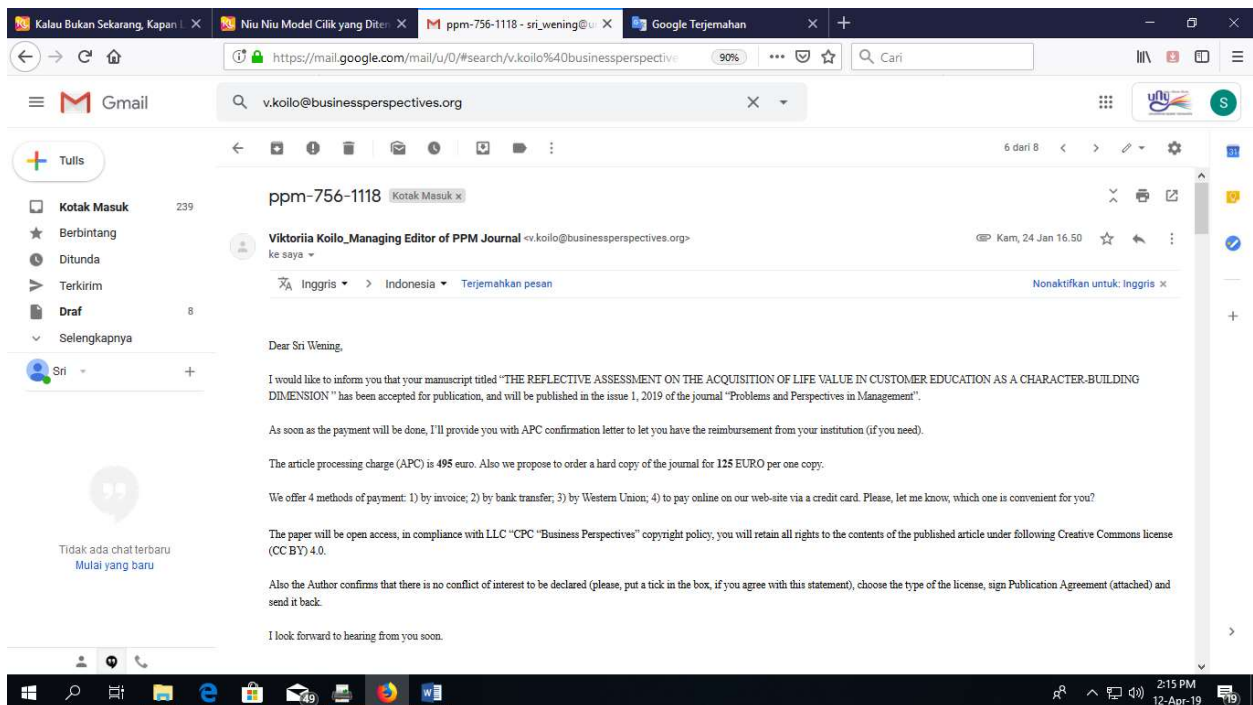 Kalau Bukan Sekarang, Kapan L
Niu Niu Model Cilik yang Diten
ppm-756-1118 - sri_wening@u
Google Terjemahan
https://mail.google.com/mail/u/0/#search/v.koilo%40businessperspective
90%
Cari
Gmail
v.koilo@businessperspectives.org
S
Tulis
6 dari 8
31
ppm-756-1118 Kotak Masuk x
Kotak Masuk 239
Berbintang
Ditunda
Terkirim
Draf 8
Selengkapnya
Sri
Viktoriia Koilo_Managing Editor of PPM Journal <v.koilo@businessperspectives.org>
Kam, 24 Jan 16.50
ke saya
Inggris > Indonesia Terjemahkan pesan
Nonaktifkan untuk: Inggris x
Dear Sri Wening,
I would like to inform you that your manuscript titled “THE REFLECTIVE ASSESSMENT ON THE ACQUISITION OF LIFE VALUE IN CUSTOMER EDUCATION AS A CHARACTER-BUILDING
DIMENSION ” has been accepted for publication, and will be published in the issue 1, 2019 of the journal “Problems and Perspectives in Management”.
As soon as the payment will be done, I’ll provide you with APC confirmation letter to let you have the reimbursement from your institution (if you need).
The article processing charge (APC) is 495 euro. Also we propose to order a hard copy of the journal for 125 EURO per one copy.
We offer 4 methods of payment: 1) by invoice; 2) by bank transfer; 3) by Western Union; 4) to pay online on our web-site via a credit card. Please, let me know, which one is convenient for you?
The paper will be open access, in compliance with LLC “CPC “Business Perspectives” copyright policy, you will retain all rights to the contents of the published article under following Creative Commons license
(CC BY) 4.0.
Also the Author confirms that there is no conflict of interest to be declared (please, put a tick in the box, if you agree with this statement), choose the type of the license, sign Publication Agreement (attached) and
send it back.
I look forward to hearing from you soon.
Tidak ada chat terbaru
Mulai yang baru
49
2:15 PM
12-Apr-19
19